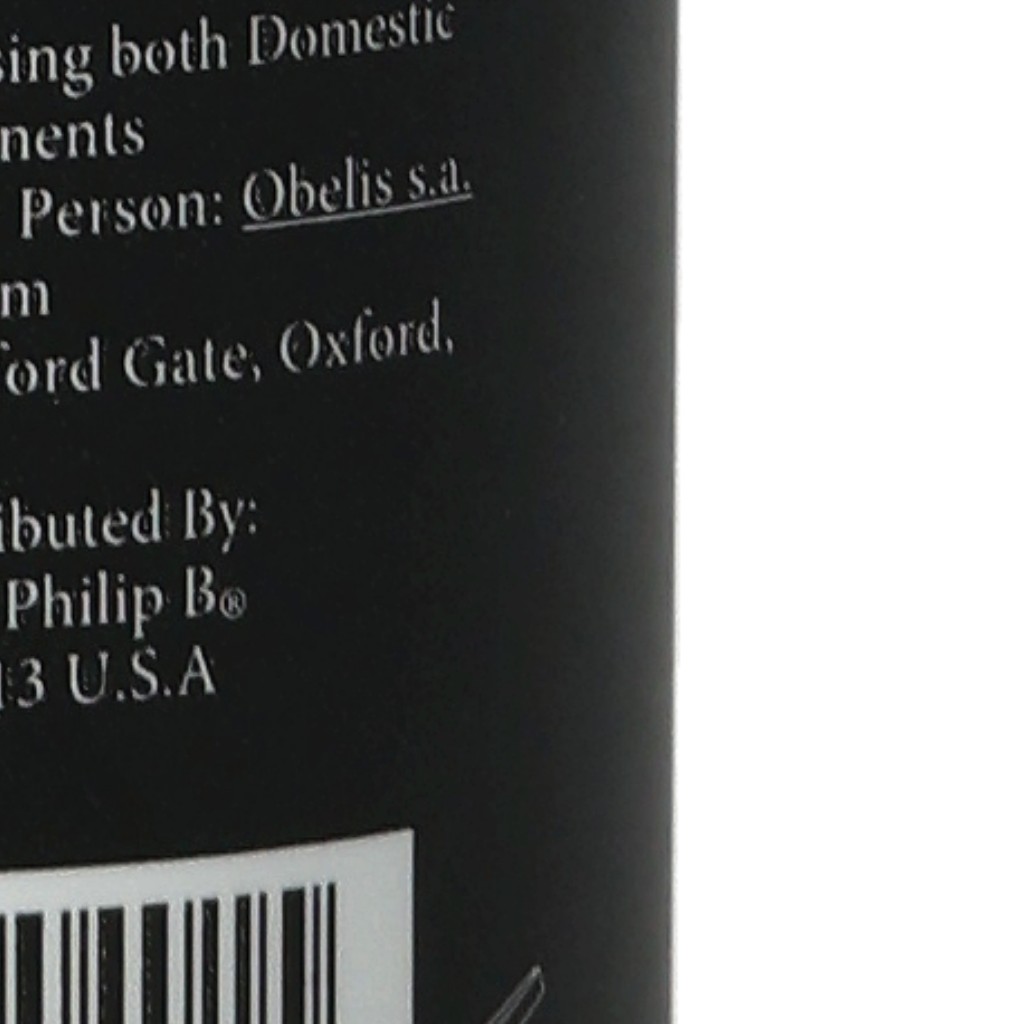 sing both Domestic
nents
Person: Obelis s.a.
m
ford Gate, Oxford,
ibuted By:
Philip B®
13 U.S.A